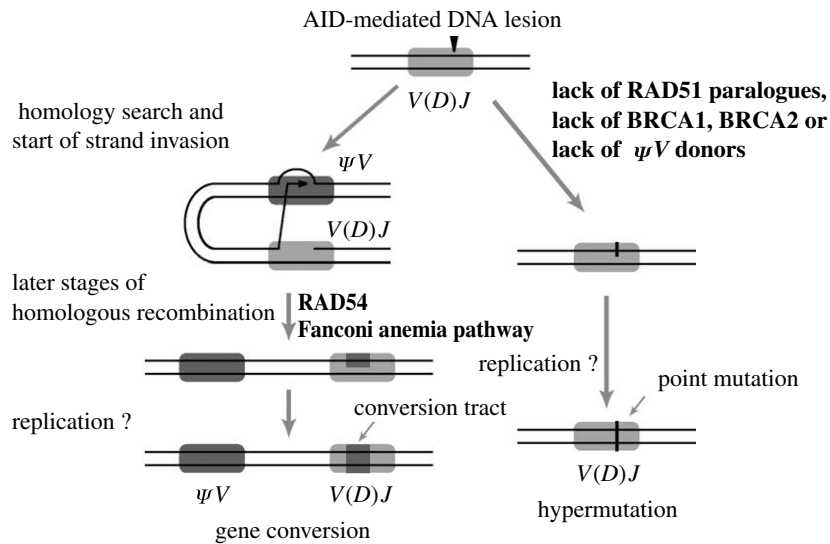 AID-mediated DNA lesion
V(D)J
lack of RAD51 paralogues,
lack of BRCA1, BRCA2 or
lack of ψV donors
homology search and
start of strand invasion
ψV
V(D)J
later stages of
homologous recombination
RAD54
Fanconi anemia pathway
replication ?
point mutation
replication ?
conversion tract
ψV
V(D)J
gene conversion
V(D)J
hypermutation